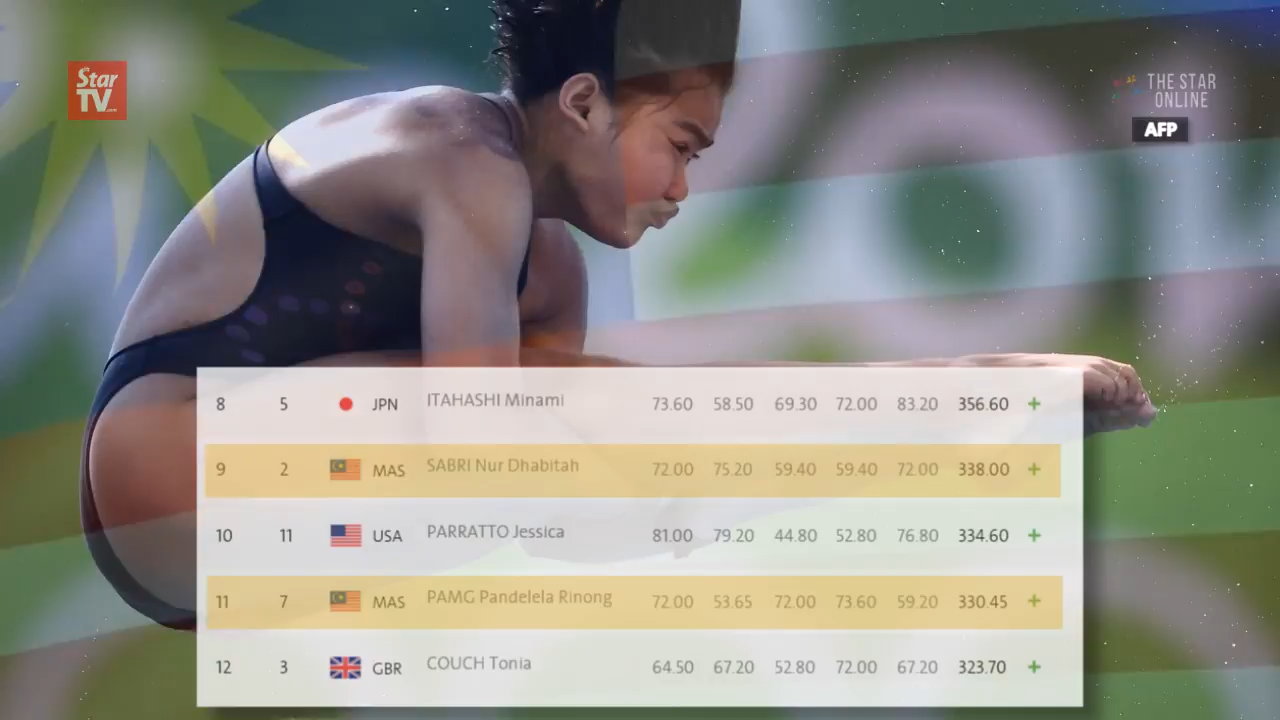 Star
TV.com
THE STAR
ONLINE
AFP
8 5 JPN ITAHASHI Minami 73.60 58.50 69.30 72.00 83.20 356.60 +
9 2 MAS SABRI Nur Dhabitah 72.00 75.20 59.40 59.40 72.00 338.00 +
10 11 USA PARRATTO Jessica 81.00 79.20 44.80 52.80 76.80 334.60 +
11 7 MAS PAMG Pandelela Rinong 72.00 53.65 72.00 73.60 59.20 330.45 +
12 3 GBR COUCH Tonia 64.50 67.20 52.80 72.00 67.20 323.70 +